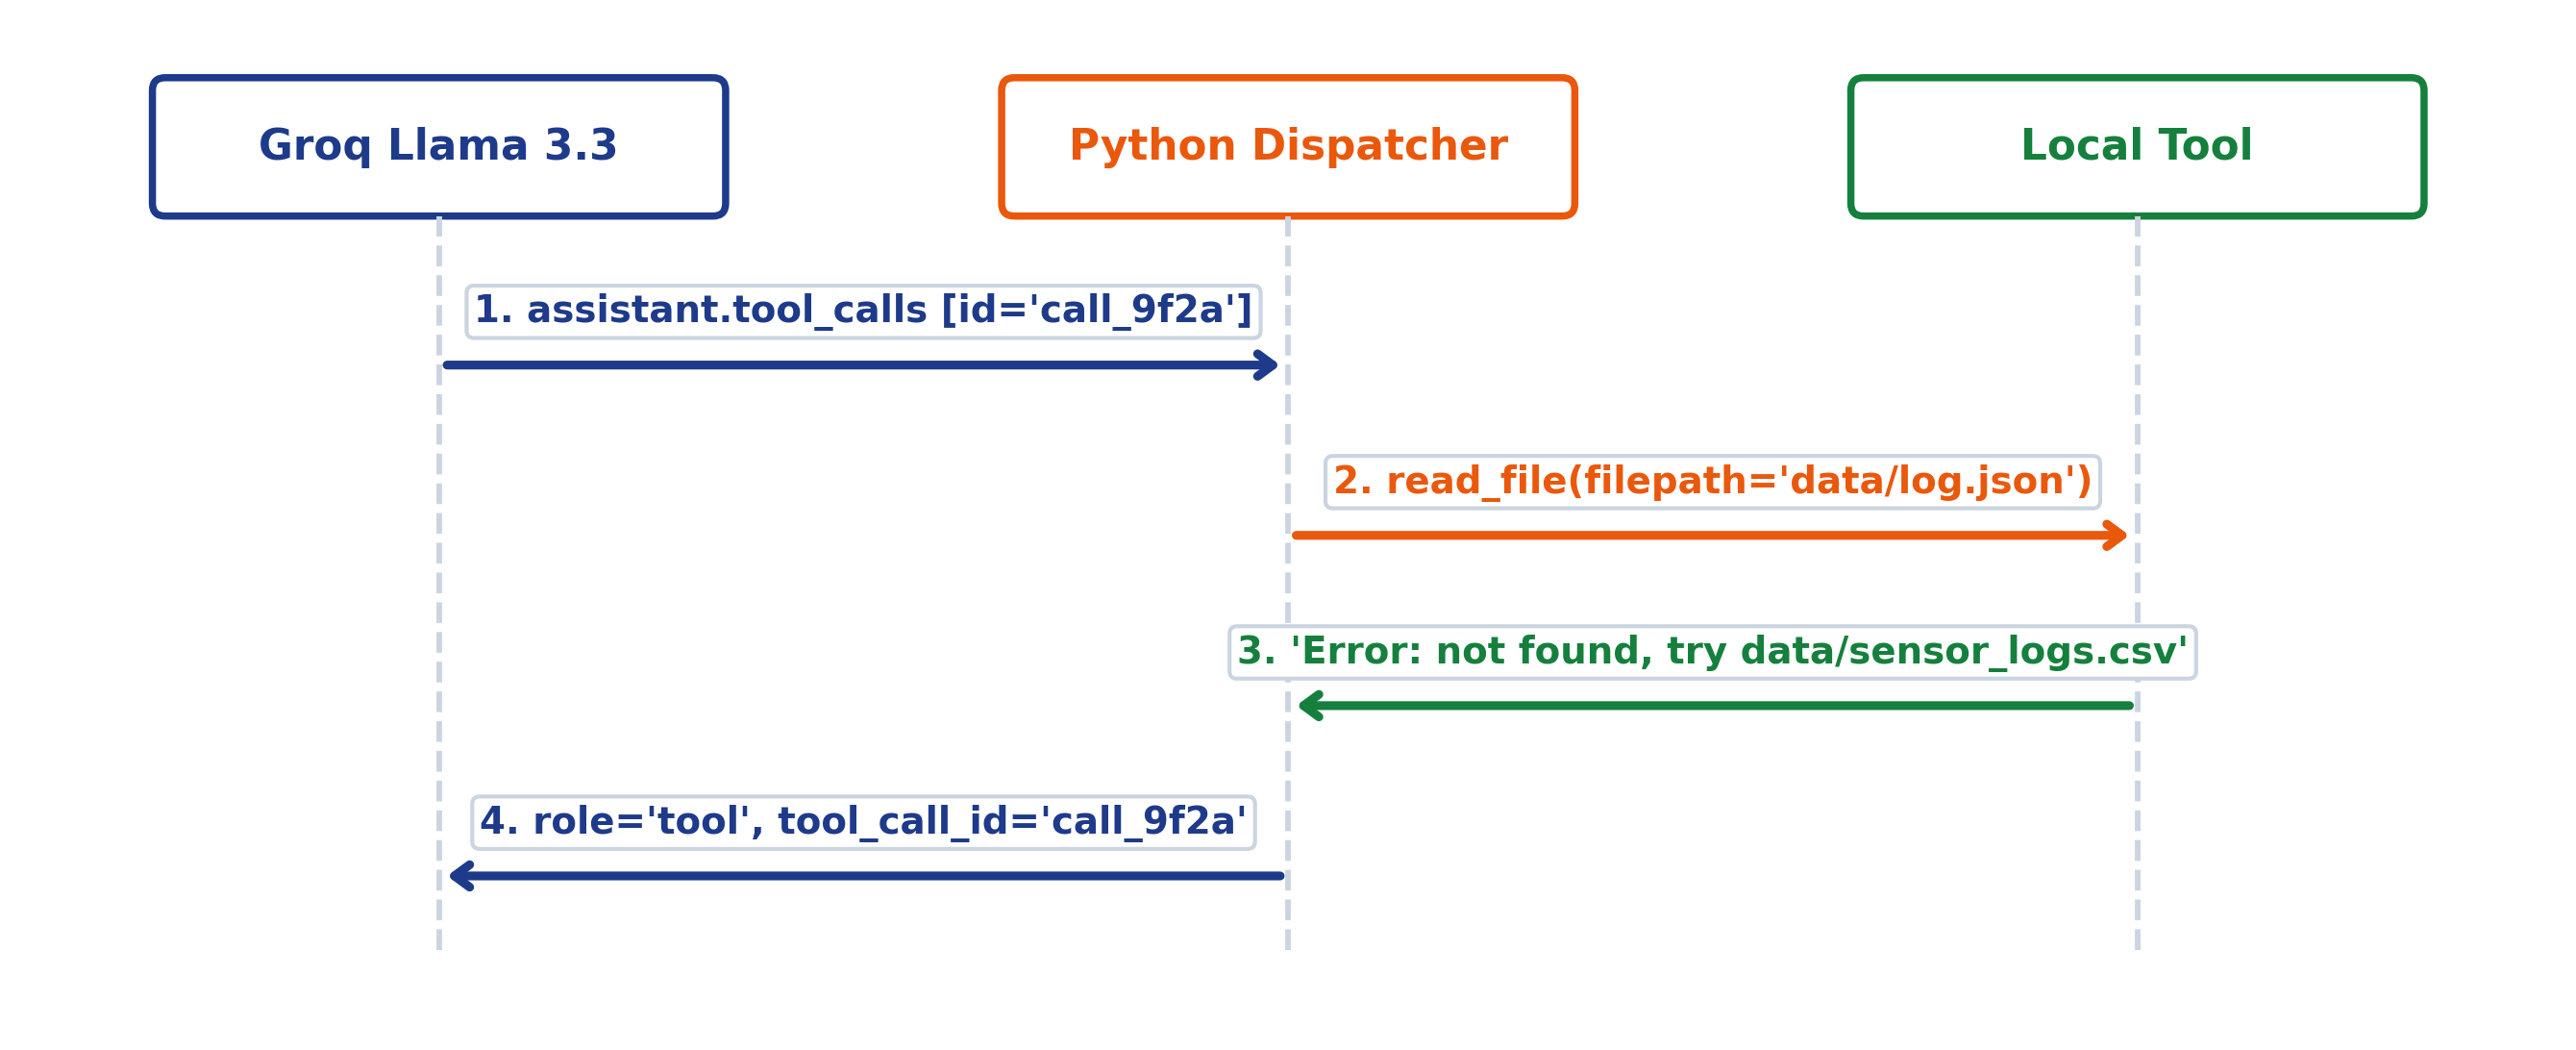 Groq Llama 3.3
Python Dispatcher
Local Tool
1. assistant.tool_calls [id='call_9f2a']
2. read_file(filepath='data/log.json')
3. 'Error: not found, try data/sensor_logs.csv'
4. role='tool', tool_call_id='call_9f2a'